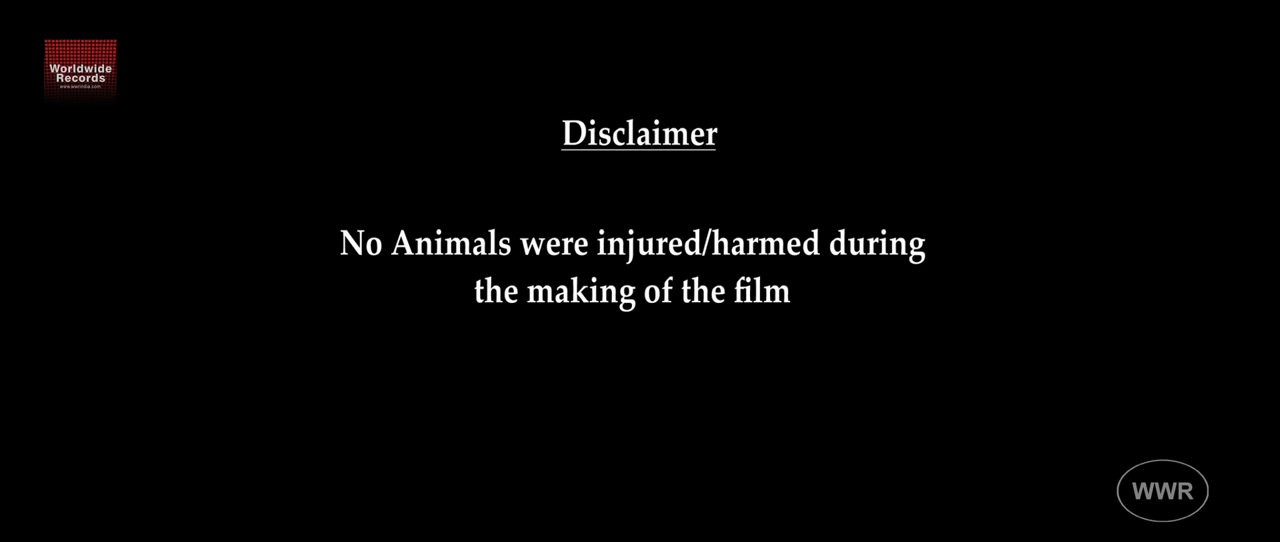 Worldwide
Records
Disclaimer
No Animals were injured/harmed during
the making of the film
WWR